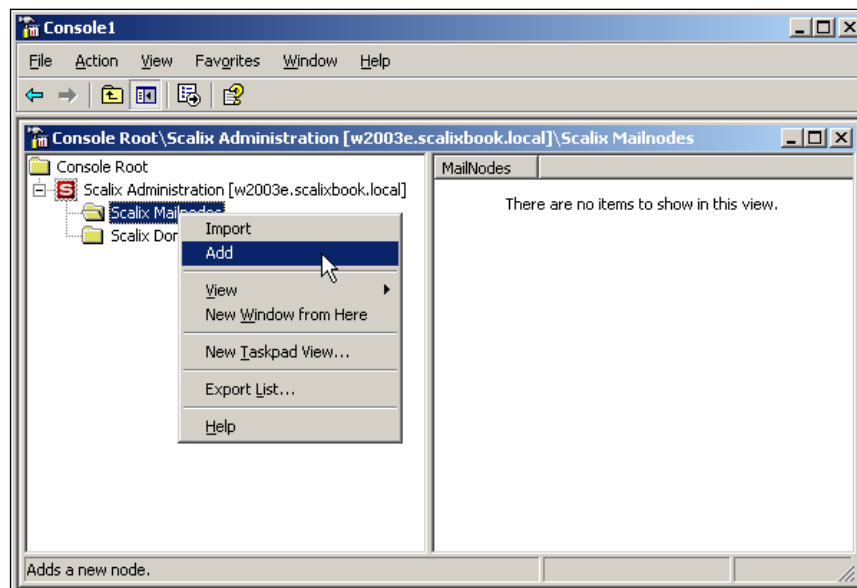 Console1
File Action View Favorites Window Help
Console Root\Scalix Administration [w2003e.scalixbook.local]\Scalix Mailnodes
Console Root
Scalix Administration [w2003e.scalixbook.local]
Scalix Mailnodes
Scalix Dor
Import
Add
View
New Window from Here
New Taskpad View...
Export List...
Help
MailNodes
There are no items to show in this view.
Adds a new node.